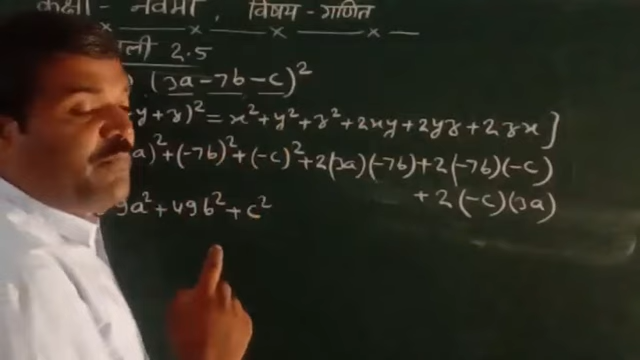 कक्षा - नवमी, विषय - गणित
2.5
(3a-7b-c)²
y+z)² = x²+y²+z²+2xy+2yz+2zx]
a)²+(-7b)²+(-c)²+2(3a)(-7b)+2(-7b)(-c)
+2(-c)(3a)
9a²+49b²+c²